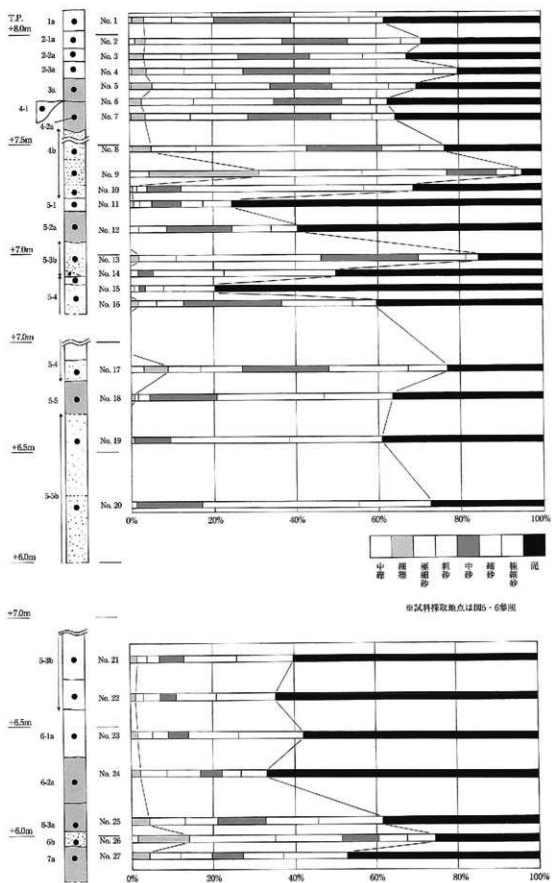 T.P.
+8.0m
1a
No. 1
2-1a
No. 2
2-2a
No. 3
2-3a
No. 4
3a
No. 5
4-1
No. 6
4-2a
No. 7
+7.5m
4b
No. 8
No. 9
No. 10
5-1
No. 11
5-2a
No. 12
+7.0m
5-3b
No. 13
No. 14
No. 15
5-4
No. 16
+7.0m
5-4
No. 17
5-5
No. 18
No. 19
+6.5m
5-5b
No. 20
+6.0m
0% 20% 40% 60% 80% 100%
中礫
細礫
極粗砂
粗砂
中砂
細砂
極細砂
泥
※試料採取地点は図5・6参照
+7.0m
5-3b
No. 21
No. 22
+6.5m
6-1a
No. 23
6-2a
No. 24
6-3a
No. 25
+6.0m
6b
No. 26
7a
No. 27
0% 20% 40% 60% 80% 100%